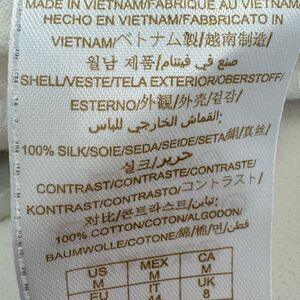 MADE IN VIETNAM/FABRIQUE AU VIETNAM
HECHO EN VIETNAM/FABBRICATO IN
VIETNAM/ベトナム製/越南制造/
월남 제품/صنع في فيتنام
SHELL/VESTE/TELA EXTERIOR/OBERSTOFF/
ESTERNO/外観/外壳/겉감/
القماش الخارجي للباس:
100% SILK/SOIE/SEDA/SEIDE/SETA/絹/真丝/
실크/حرير
CONTRAST/CONTRASTE/CONTRASTE/
KONTRAST/CONTRASTO/コントラスト/
对比/콘트라스트/تباين:
100% COTTON/COTON/ALGODON/
BAUMWOLLE/COTONE/綿/棉/면/قطن
US MEX CA
M M M
EU IT UK
44 8